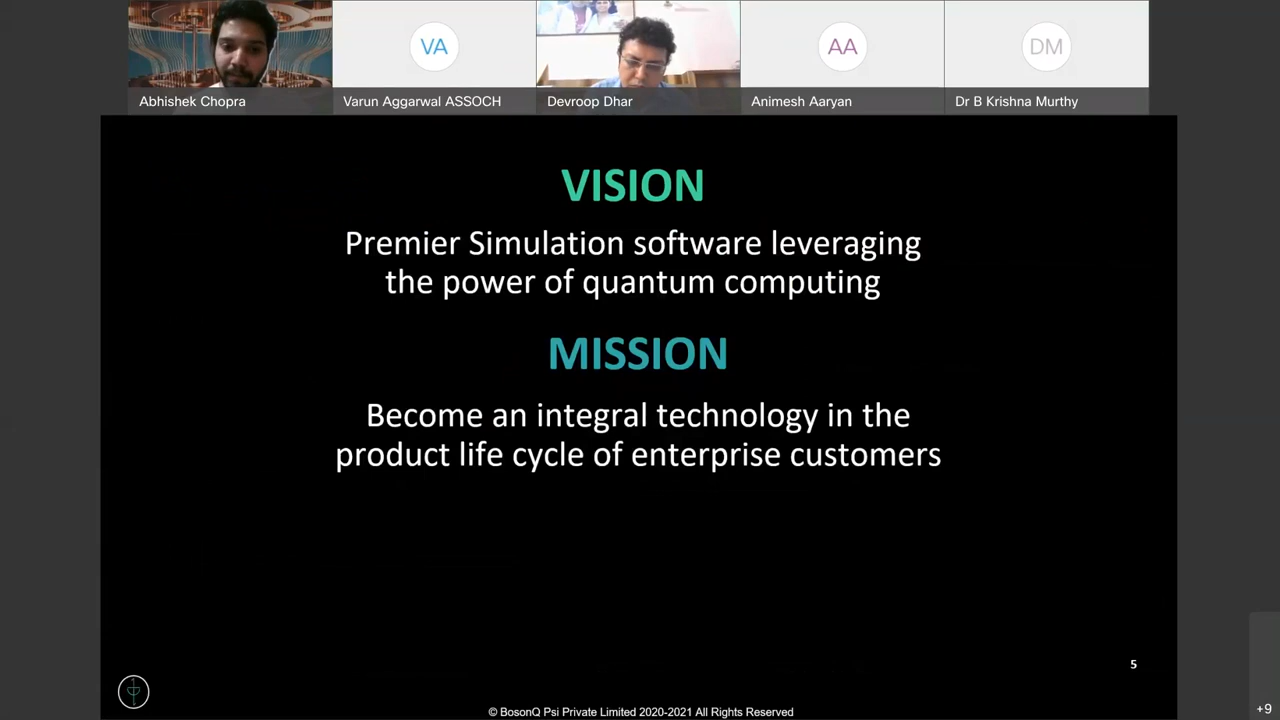 VA
AA
DM
Abhishek Chopra
Varun Aggarwal ASSOCH
Devroop Dhar
Animesh Aaryan
Dr B Krishna Murthy
VISION
Premier Simulation software leveraging
the power of quantum computing
MISSION
Become an integral technology in the
product life cycle of enterprise customers
5
© BosonQ Psi Private Limited 2020-2021 All Rights Reserved
+9